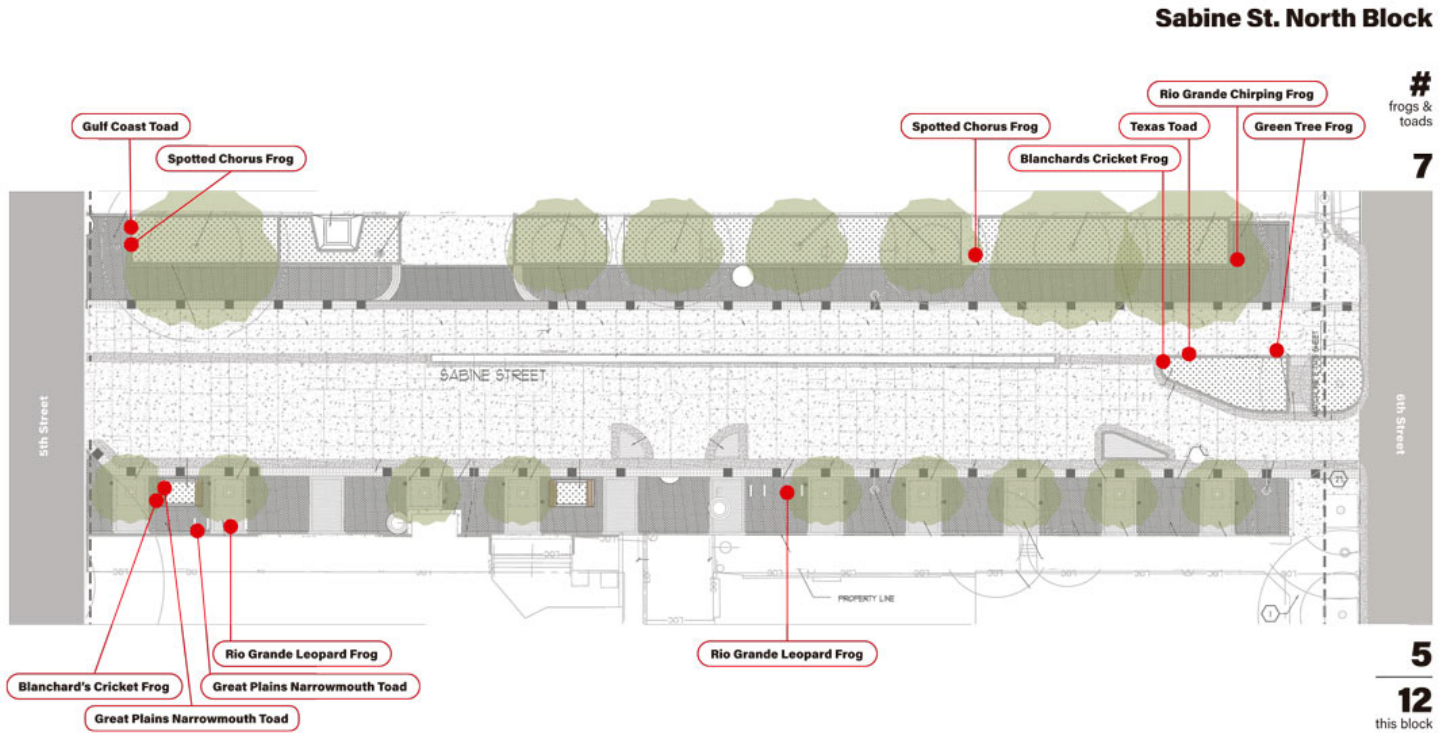 Sabine St. North Block
#
frogs &
toads
7
Rio Grande Chirping Frog
Gulf Coast Toad
Spotted Chorus Frog
Texas Toad
Green Tree Frog
Spotted Chorus Frog
Blanchards Cricket Frog
SABINE STREET
5th Street
6th Street
PROPERTY LINE
Rio Grande Leopard Frog
Rio Grande Leopard Frog
Blanchard's Cricket Frog
Great Plains Narrowmouth Toad
Great Plains Narrowmouth Toad
5
12
this block